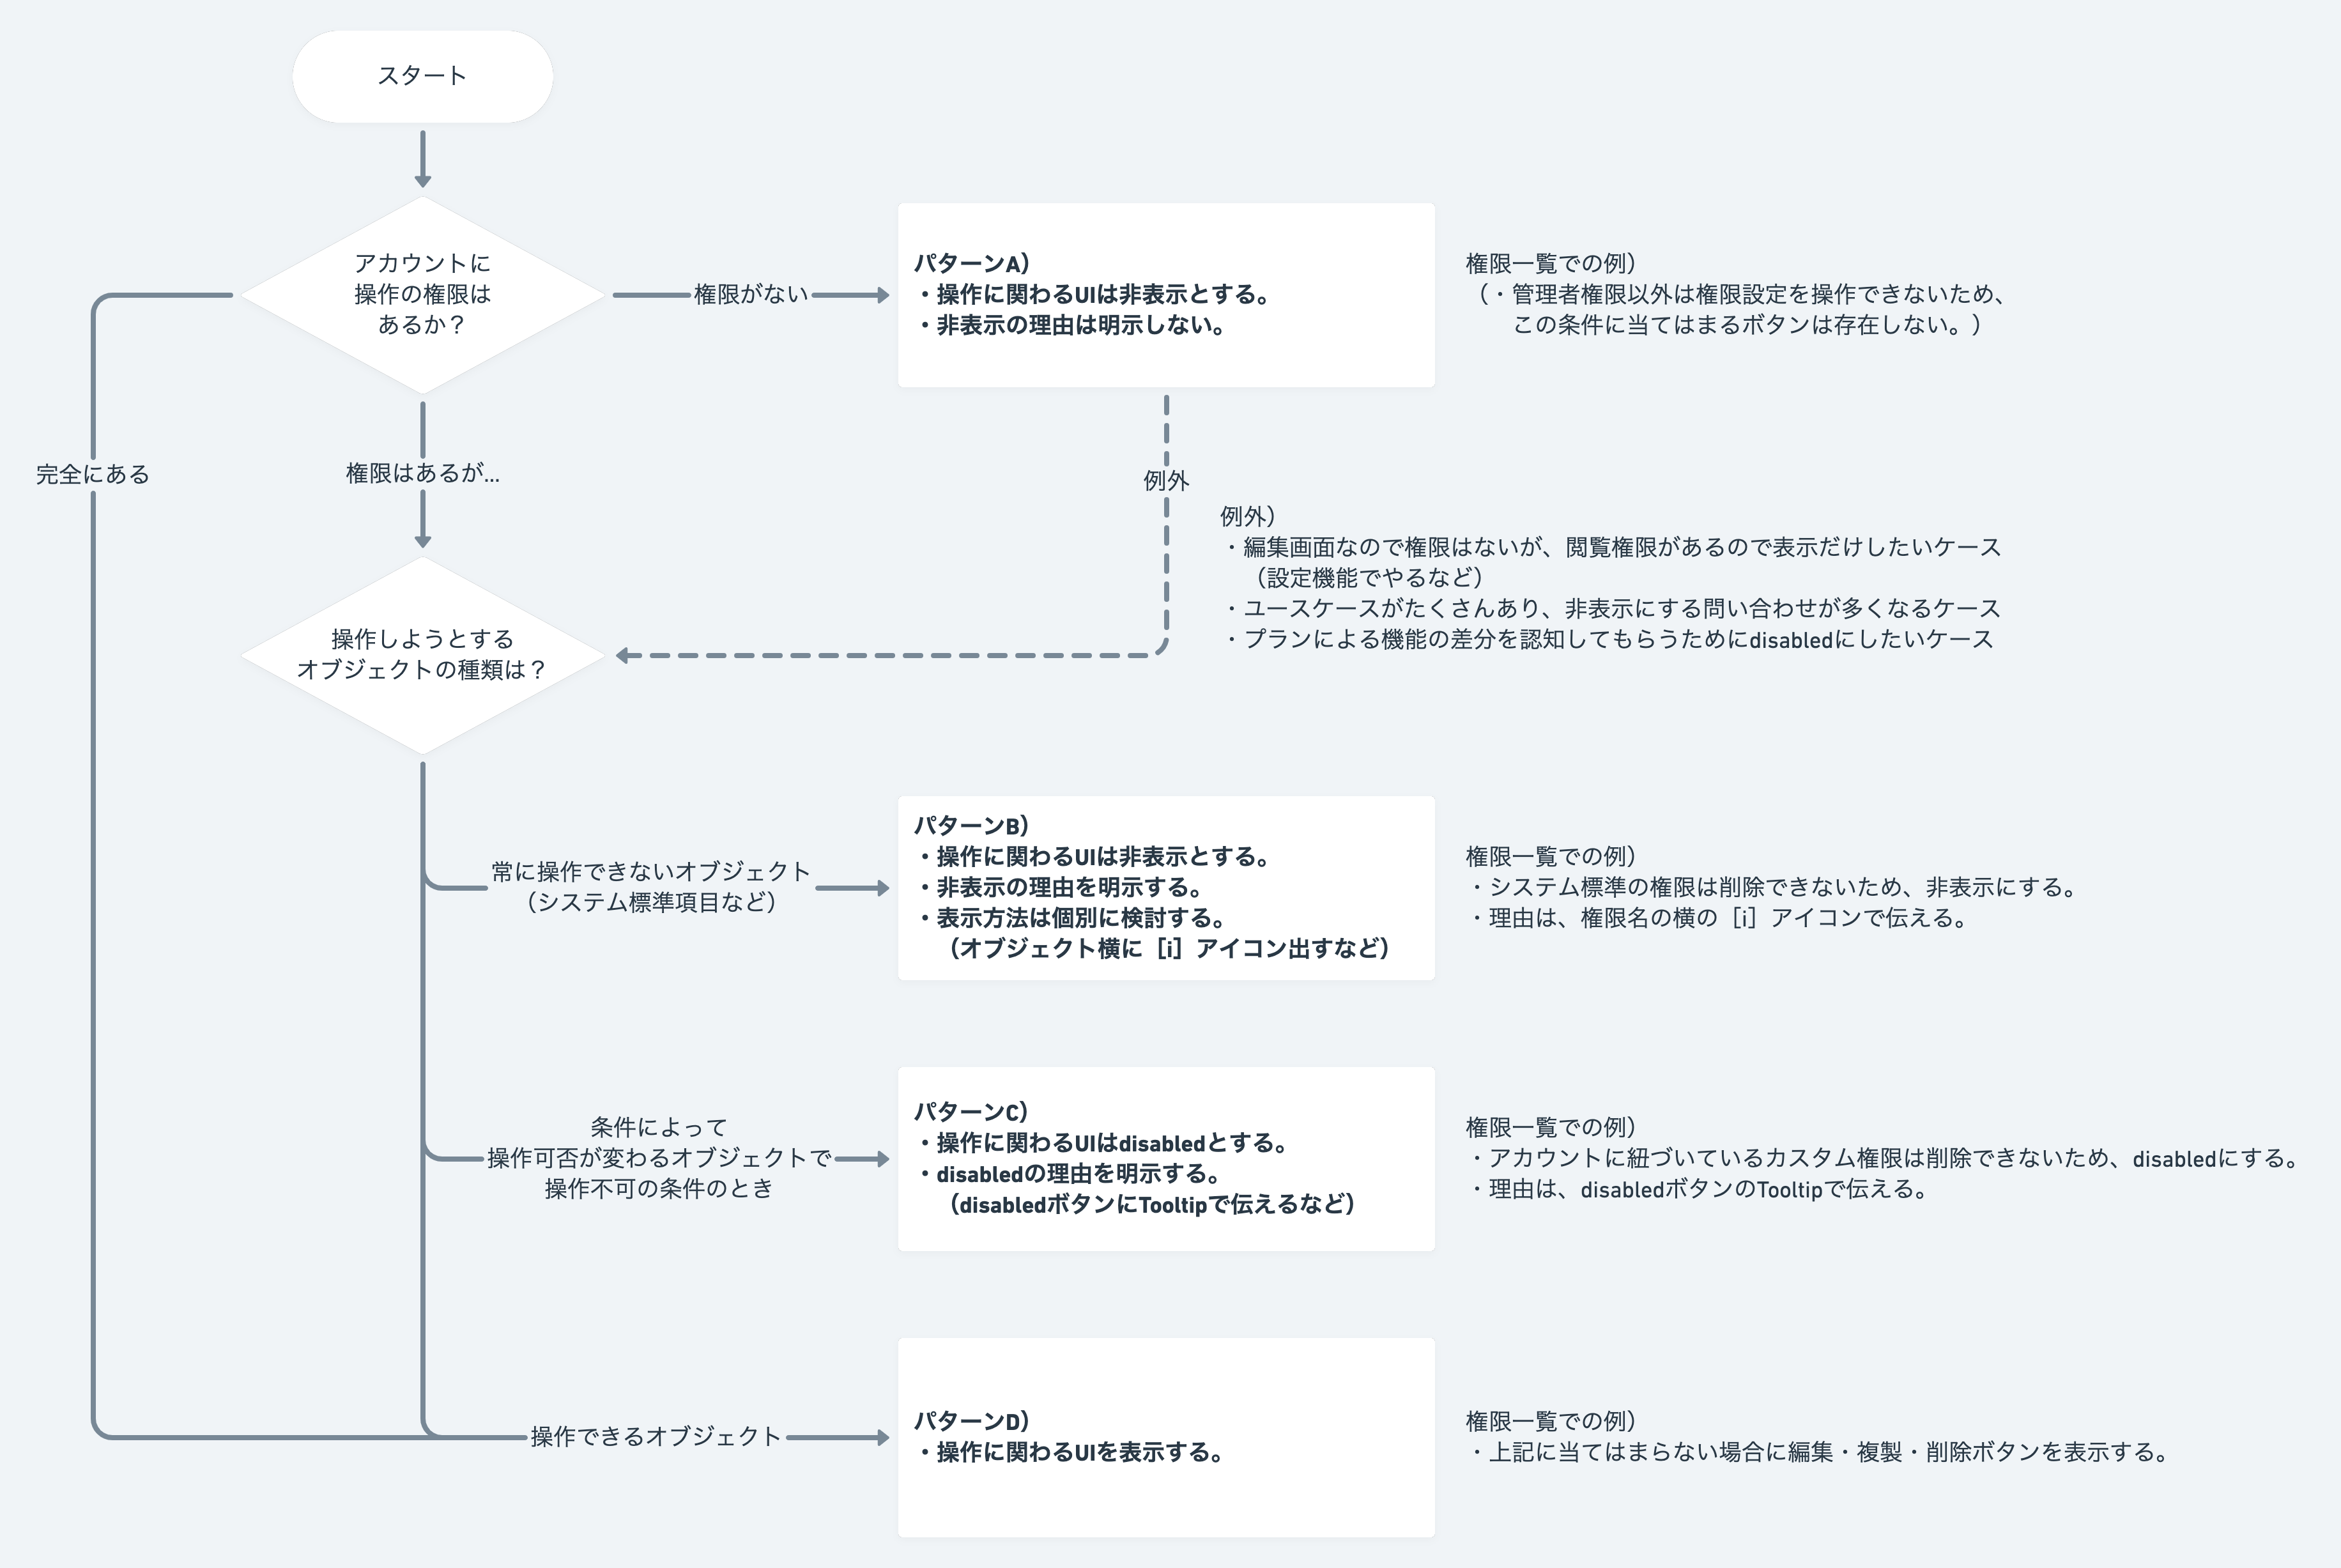 スタート
アカウントに
操作の権限は
あるか？
権限がない
パターンA）
・操作に関わるUIは非表示とする。
・非表示の理由は明示しない。
権限一覧での例）
（・管理者権限以外は権限設定を操作できないため、
この条件に当てはまるボタンは存在しない。）
完全にある
権限はあるが...
例外
例外）
・編集画面なので権限はないが、閲覧権限があるので表示だけしたいケース
（設定機能でやるなど）
・ユースケースがたくさんあり、非表示にする問い合わせが多くなるケース
・プランによる機能の差分を認知してもらうためにdisabledにしたいケース
操作しようとする
オブジェクトの種類は？
常に操作できないオブジェクト
（システム標準項目など）
パターンB）
・操作に関わるUIは非表示とする。
・非表示の理由を明示する。
・表示方法は個別に検討する。
（オブジェクト横に［i］アイコン出すなど）
権限一覧での例）
・システム標準の権限は削除できないため、非表示にする。
・理由は、権限名の横の［i］アイコンで伝える。
条件によって
操作可否が変わるオブジェクトで
操作不可の条件のとき
パターンC）
・操作に関わるUIはdisabledとする。
・disabledの理由を明示する。
（disabledボタンにTooltipで伝えるなど）
権限一覧での例）
・アカウントに紐づいているカスタム権限は削除できないため、disabledにする。
・理由は、disabledボタンのTooltipで伝える。
操作できるオブジェクト
パターンD）
・操作に関わるUIを表示する。
権限一覧での例）
・上記に当てはまらない場合に編集・複製・削除ボタンを表示する。